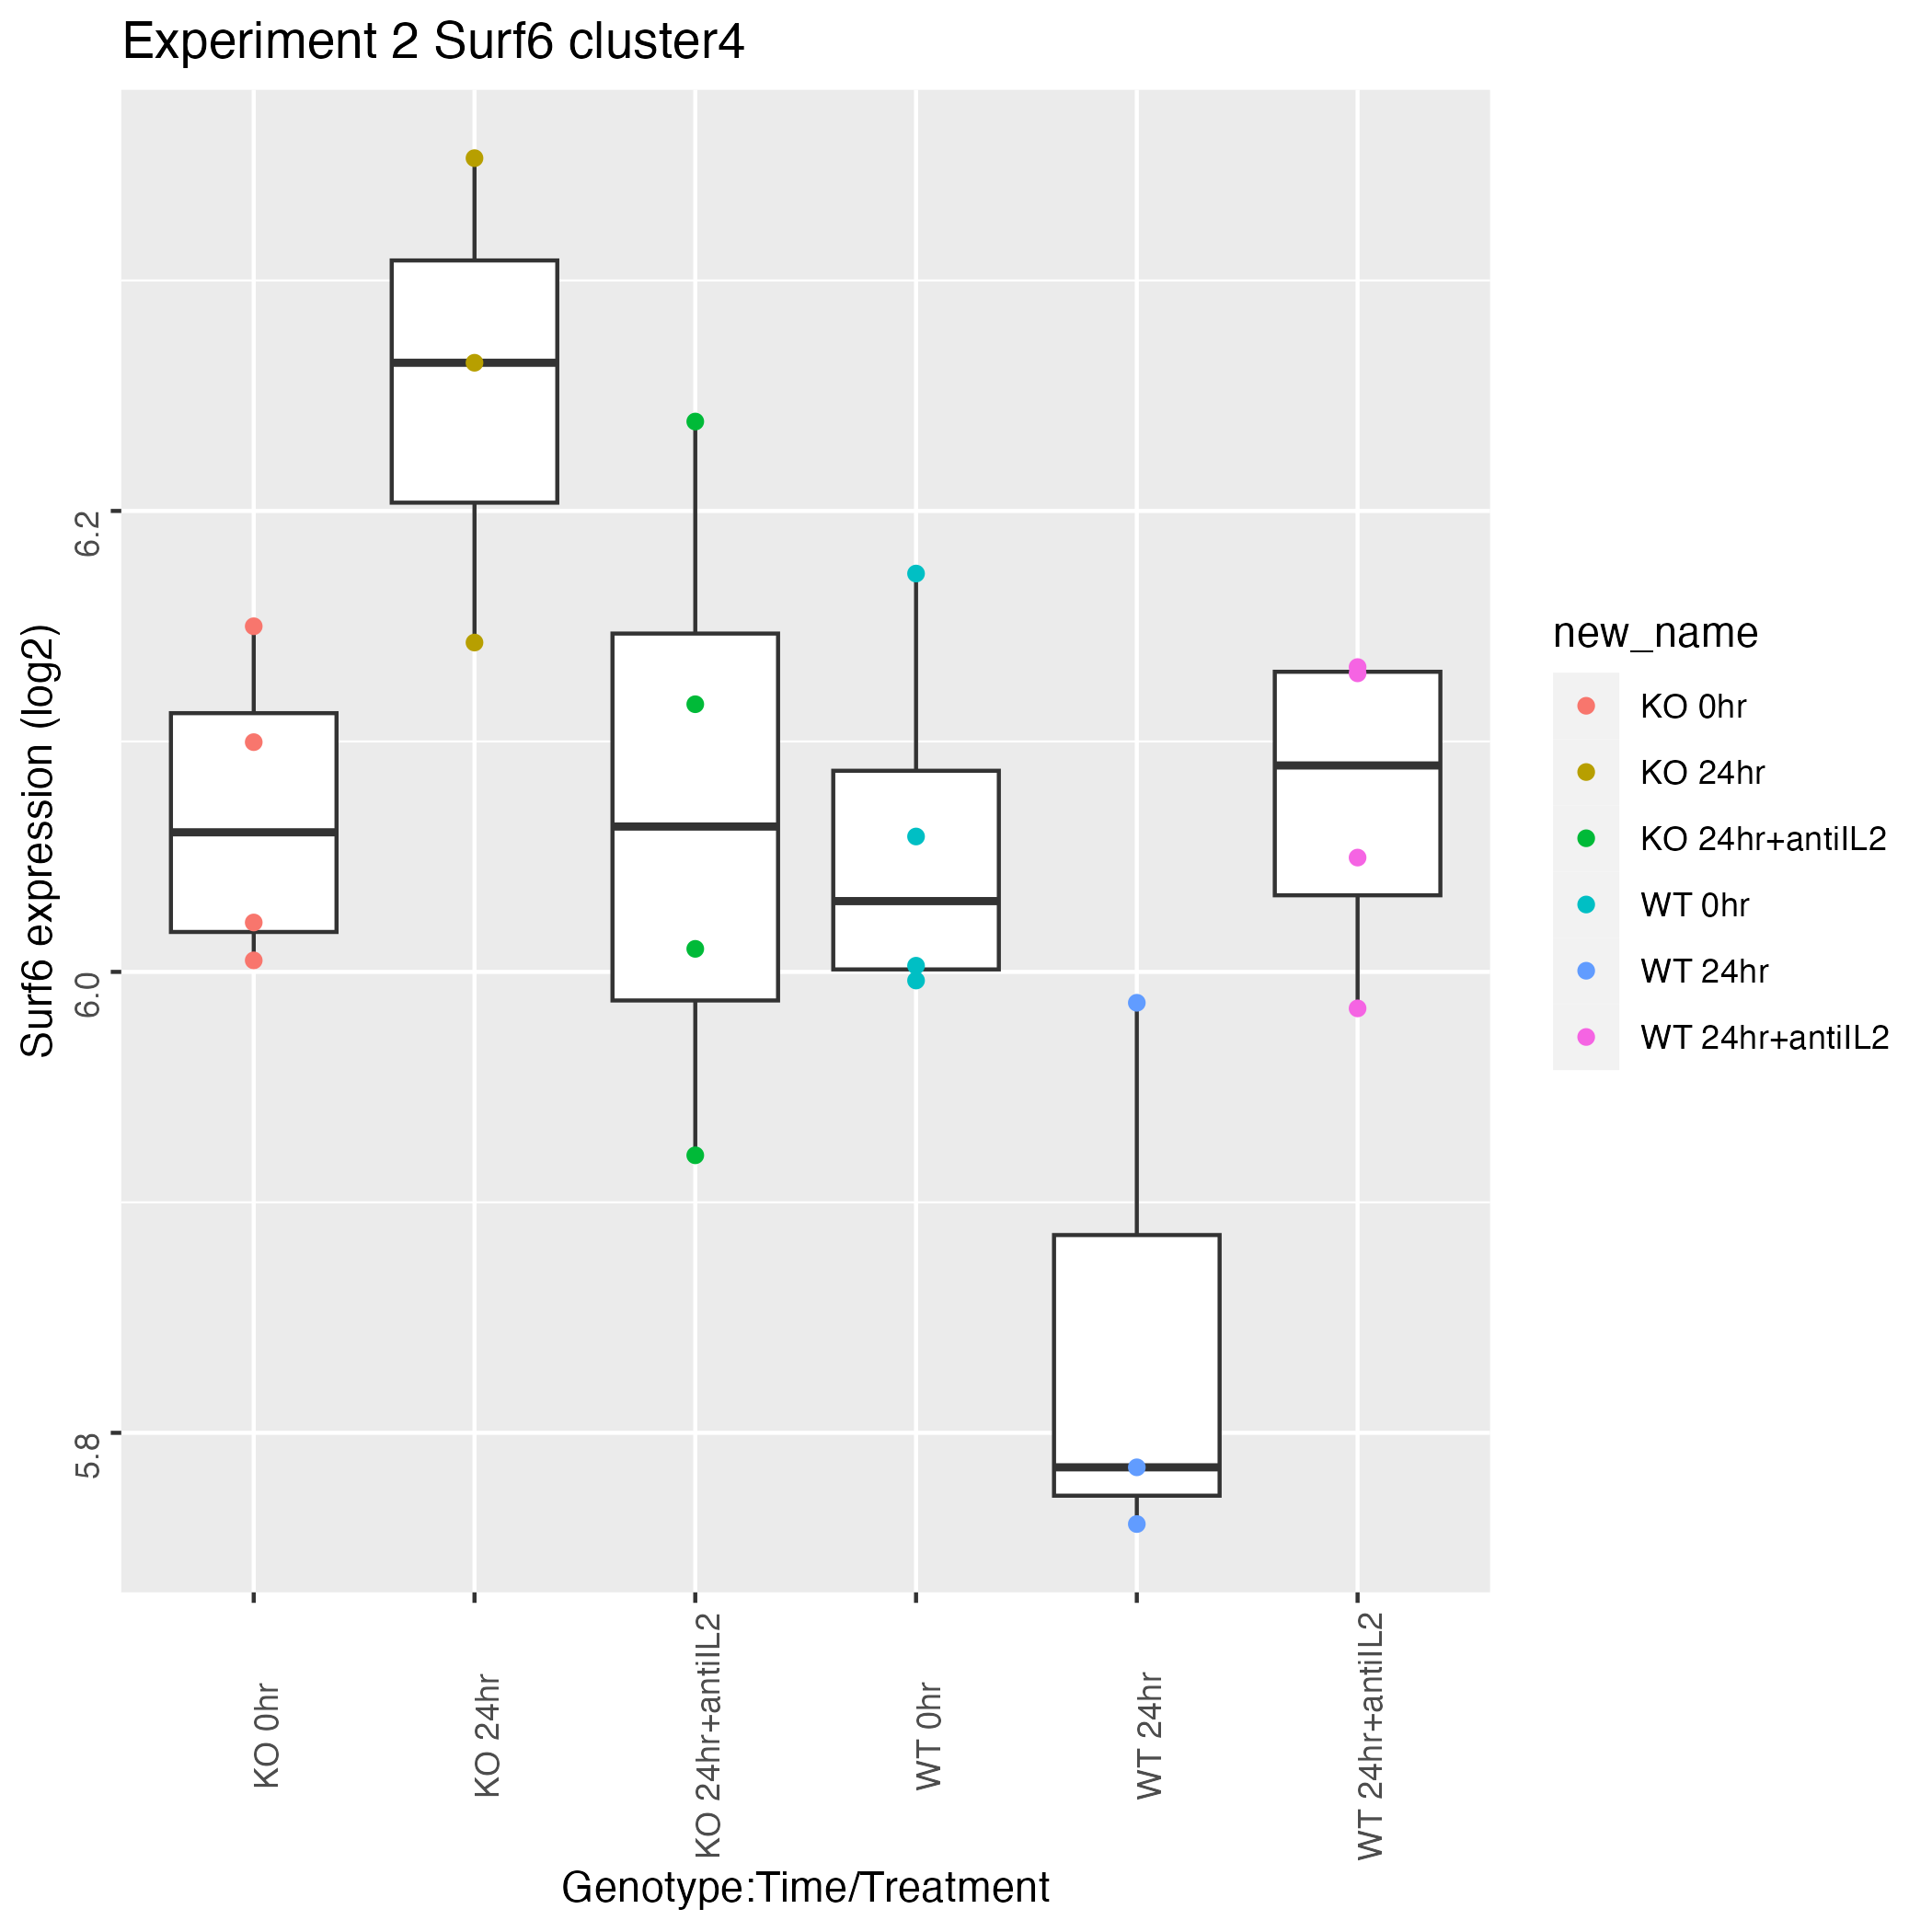 Experiment 2 Surf6 cluster4
Surf6 expression (log2)
6.2
6.0
5.8
KO 0hr
KO 24hr
KO 24hr+antiIL2
WT 0hr
WT 24hr
WT 24hr+antiIL2
Genotype:Time/Treatment
new_name
KO 0hr
KO 24hr
KO 24hr+antiIL2
WT 0hr
WT 24hr
WT 24hr+antiIL2